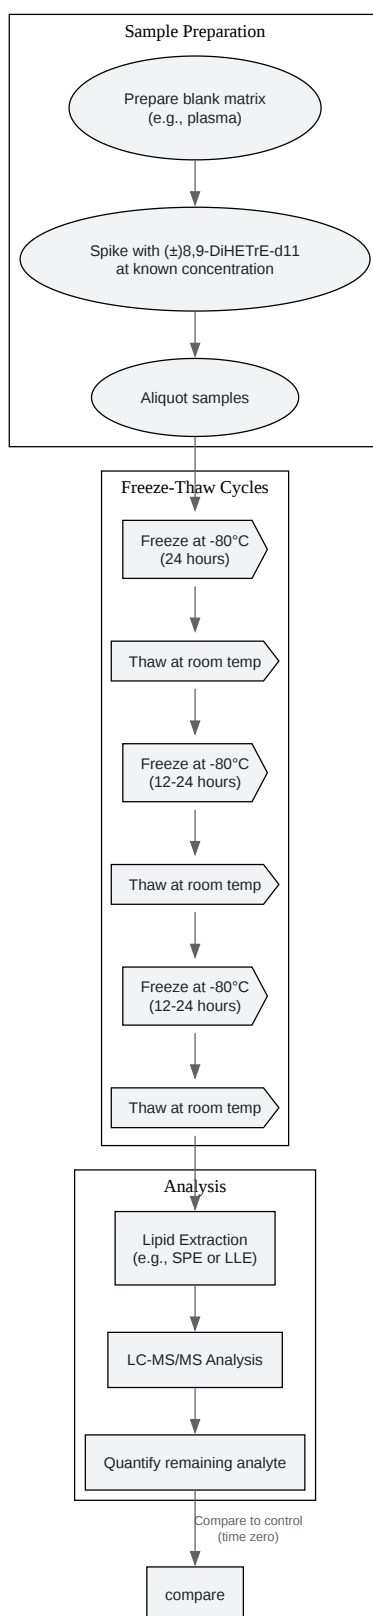 Sample Preparation
Prepare blank matrix
(e.g., plasma)
Spike with (±)8,9-DiHETrE-d11
at known concentration
Aliquot samples
Freeze-Thaw Cycles
Freeze at -80°C
(24 hours)
Thaw at room temp
Freeze at -80°C
(12-24 hours)
Thaw at room temp
Freeze at -80°C
(12-24 hours)
Thaw at room temp
Analysis
Lipid Extraction
(e.g., SPE or LLE)
LC-MS/MS Analysis
Quantify remaining analyte
Compare to control
(time zero)
compare